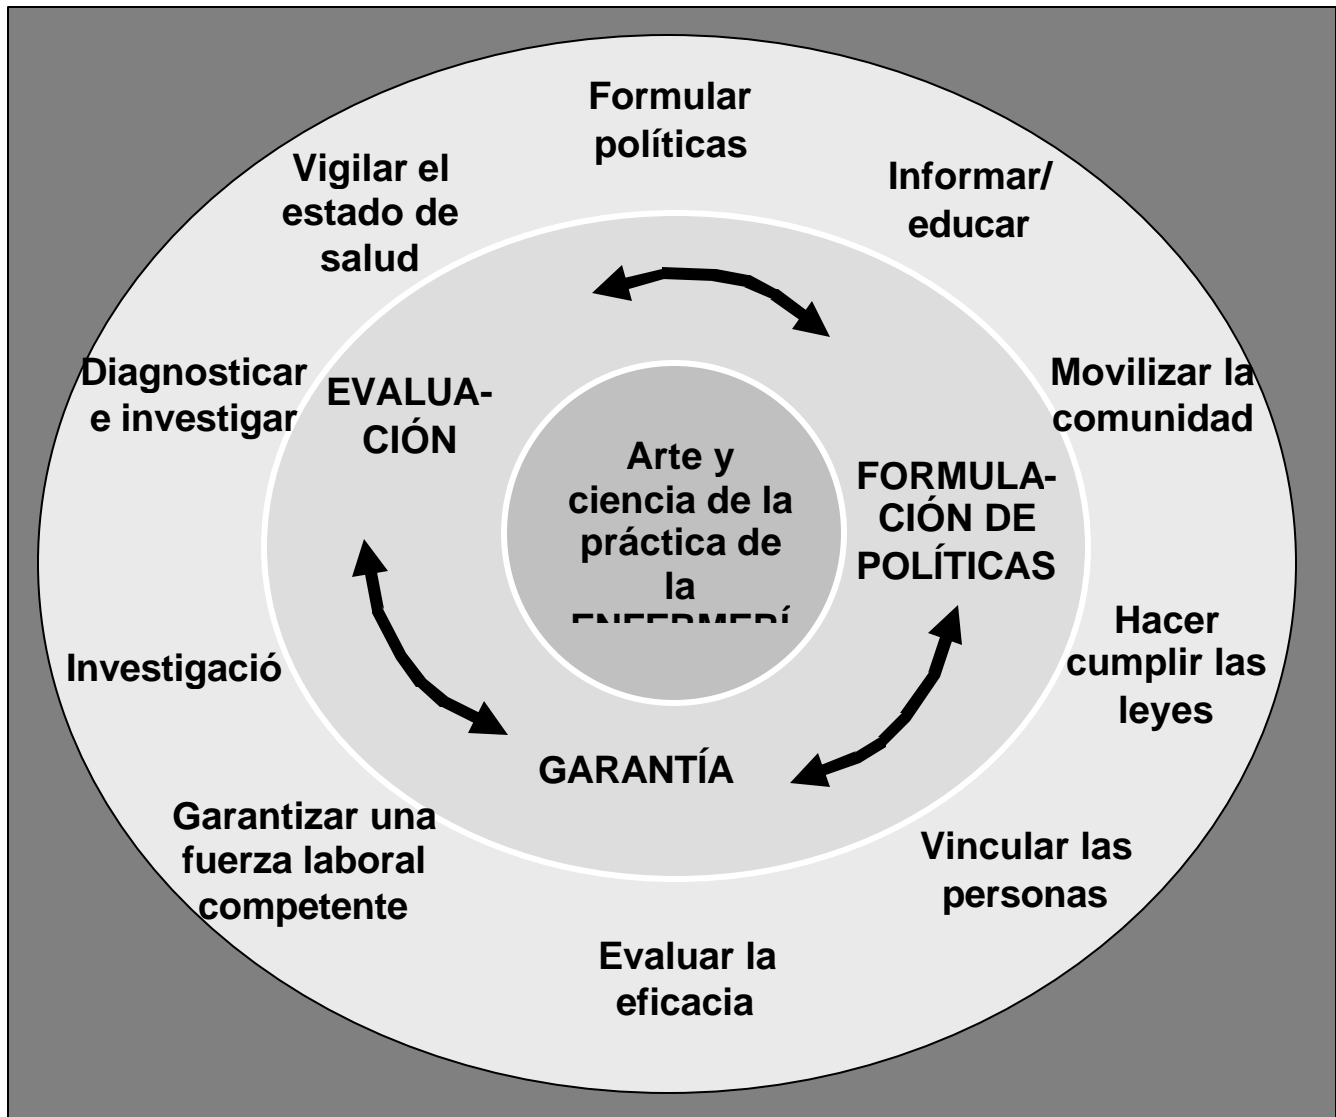 Formular
políticas
Vigilar el
estado de
salud
Informar/
educar
Diagnosticar
e investigar
EVALUA-
CIÓN
Movilizar la
comunidad
Arte y
ciencia de la
práctica de
la
ENFERMERÍ
FORMULA-
CIÓN DE
POLÍTICAS
Investigació
Hacer
cumplir las
leyes
GARANTÍA
Garantizar una
fuerza laboral
competente
Vincular las
personas
Evaluar la
eficacia